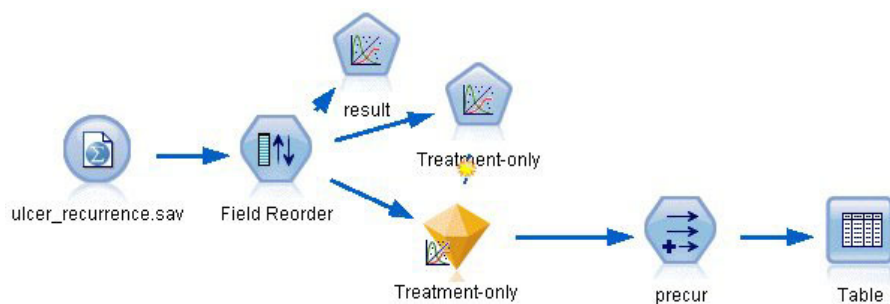 result
Treatment-only
ulcer_recurrence.sav
Field Reorder
Treatment-only
precur
Table